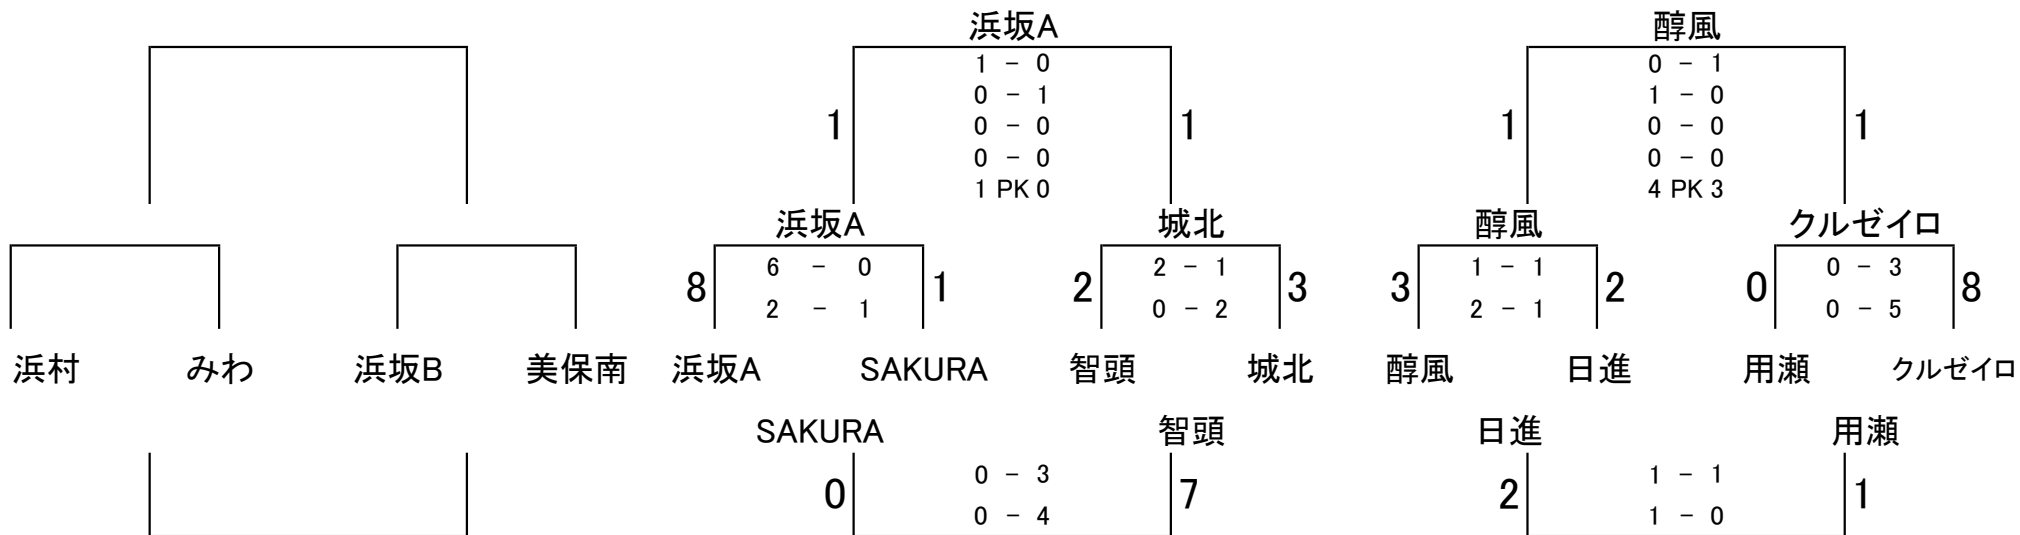 浜坂A 醇風
1 - 0 0 - 1
0 - 1 1 - 0
1 0 - 0 1 1 0 - 0 1
0 - 0 0 - 0
1 PK 0 4 PK 3
浜坂A 城北 醇風 クルゼイロ
6 - 0 2 - 1 1 - 1 0 - 3
8 1 2 3 3 2 0 8
2 - 1 0 - 2 2 - 1 0 - 5
浜村 みわ 浜坂B 美保南 浜坂A SAKURA 智頭 城北 醇風 日進 用瀬 クルゼイロ
SAKURA 智頭 日進 用瀬
0 - 3 1 - 1
0 7 2 1
0 - 4 1 - 0